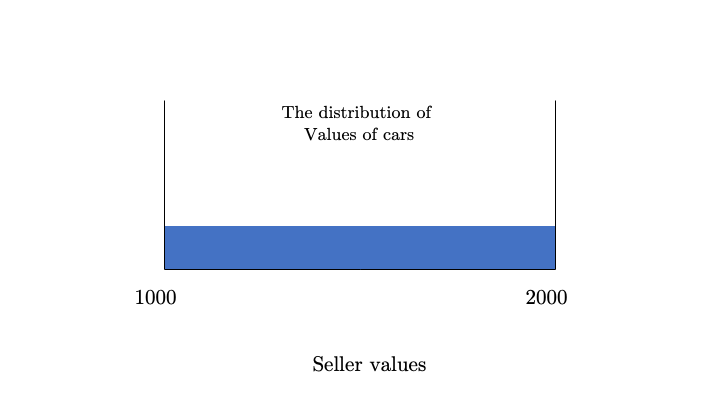 The distribution of
Values of cars
1000
2000
Seller values